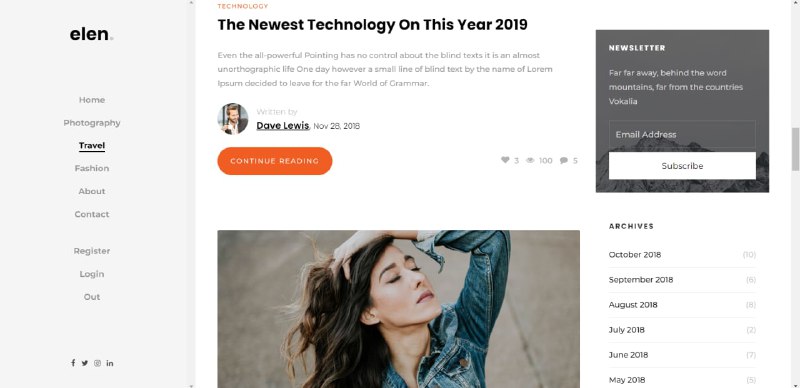 elen.
Home
Photography
Travel
Fashion
About
Contact
Register
Login
Out
TECHNOLOGY
The Newest Technology On This Year 2019
Even the all-powerful Pointing has no control about the blind texts it is an almost
unorthographic life One day however a small line of blind text by the name of Lorem
Ipsum decided to leave for the far World of Grammar.
Written by
Dave Lewis, Nov 28, 2018
CONTINUE READING
3 100 5
NEWSLETTER
Far far away, behind the word
mountains, far from the countries
Vokalia
Email Address
Subscribe
ARCHIVES
October 2018 (10)
September 2018 (6)
August 2018 (8)
July 2018 (2)
June 2018 (7)
May 2018 (5)